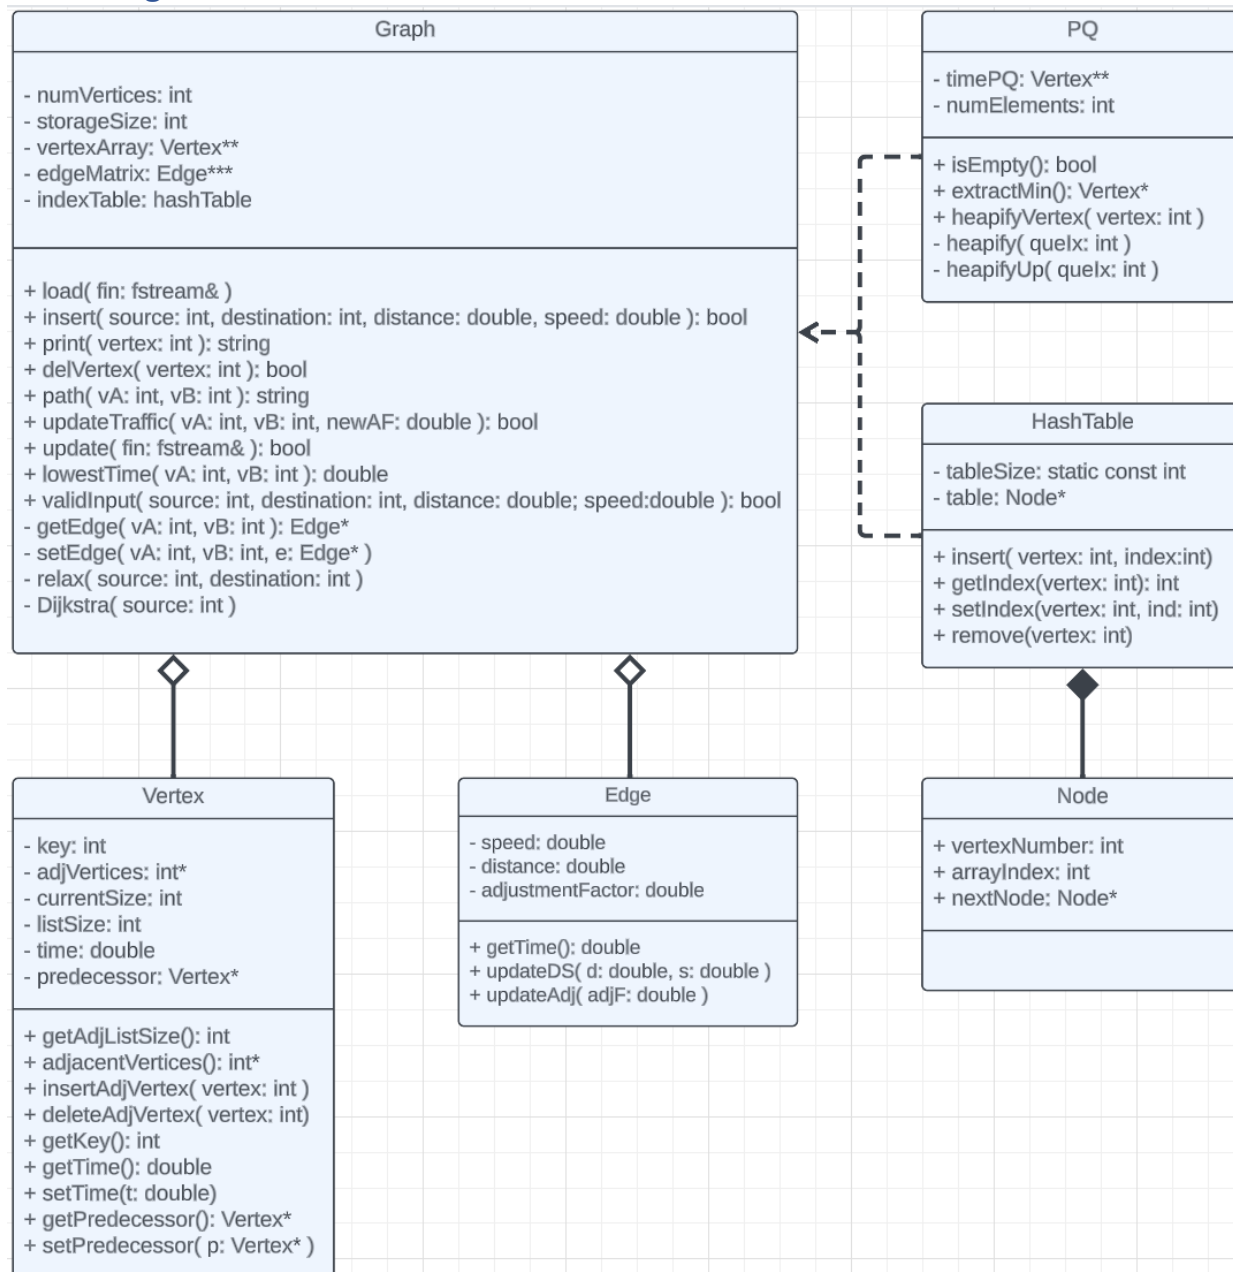 Graph
- numVertices: int
- storageSize: int
- vertexArray: Vertex**
- edgeMatrix: Edge***
- indexTable: hashTable
+ load( fin: fstream& )
+ insert( source: int, destination: int, distance: double, speed: double ): bool
+ print( vertex: int ): string
+ delVertex( vertex: int ): bool
+ path( vA: int, vB: int ): string
+ updateTraffic( vA: int, vB: int, newAF: double ): bool
+ update( fin: fstream& ): bool
+ lowestTime( vA: int, vB: int ): double
+ validInput( source: int, destination: int, distance: double; speed:double ): bool
- getEdge( vA: int, vB: int ): Edge*
- setEdge( vA: int, vB: int, e: Edge* )
- relax( source: int, destination: int )
- Dijkstra( source: int )
PQ
- timePQ: Vertex**
- numElements: int
+ isEmpty(): bool
+ extractMin(): Vertex*
+ heapifyVertex( vertex: int )
- heapify( queIx: int )
- heapifyUp( queIx: int )
HashTable
- tableSize: static const int
- table: Node*
+ insert( vertex: int, index:int)
+ getIndex(vertex: int): int
+ setIndex(vertex: int, ind: int)
+ remove(vertex: int)
Vertex
- key: int
- adjVertices: int*
- currentSize: int
- listSize: int
- time: double
- predecessor: Vertex*
+ getAdjListSize(): int
+ adjacentVertices(): int*
+ insertAdjVertex( vertex: int )
+ deleteAdjVertex( vertex: int)
+ getKey(): int
+ getTime(): double
+ setTime(t: double)
+ getPredecessor(): Vertex*
+ setPredecessor( p: Vertex* )
Edge
- speed: double
- distance: double
- adjustmentFactor: double
+ getTime(): double
+ updateDS( d: double, s: double )
+ updateAdj( adjF: double )
Node
+ vertexNumber: int
+ arrayIndex: int
+ nextNode: Node*